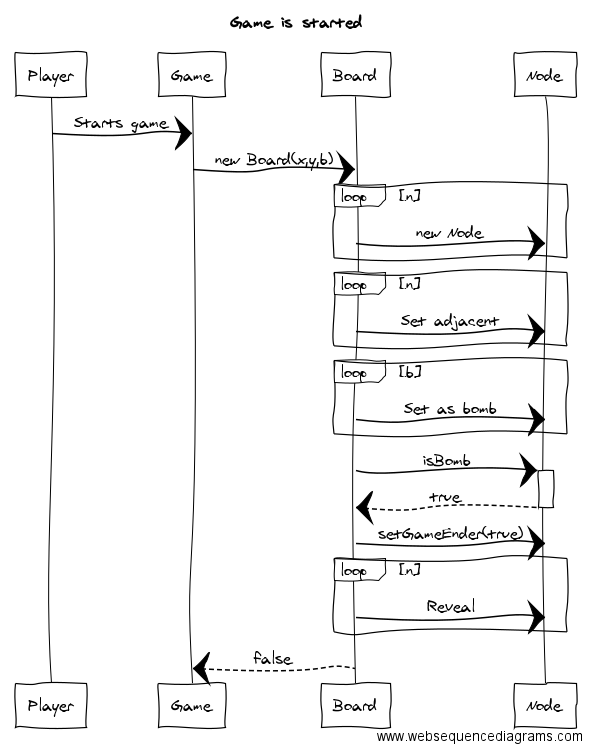 Game is started
Player Game Board Node
Starts game
new Board(x,y,b)
loop [n]
new Node
loop [n]
Set adjacent
loop [b]
Set as bomb
isBomb
true
setGameEnder(true)
loop [n]
Reveal
false
Player Game Board Node
www.websequencediagrams.com